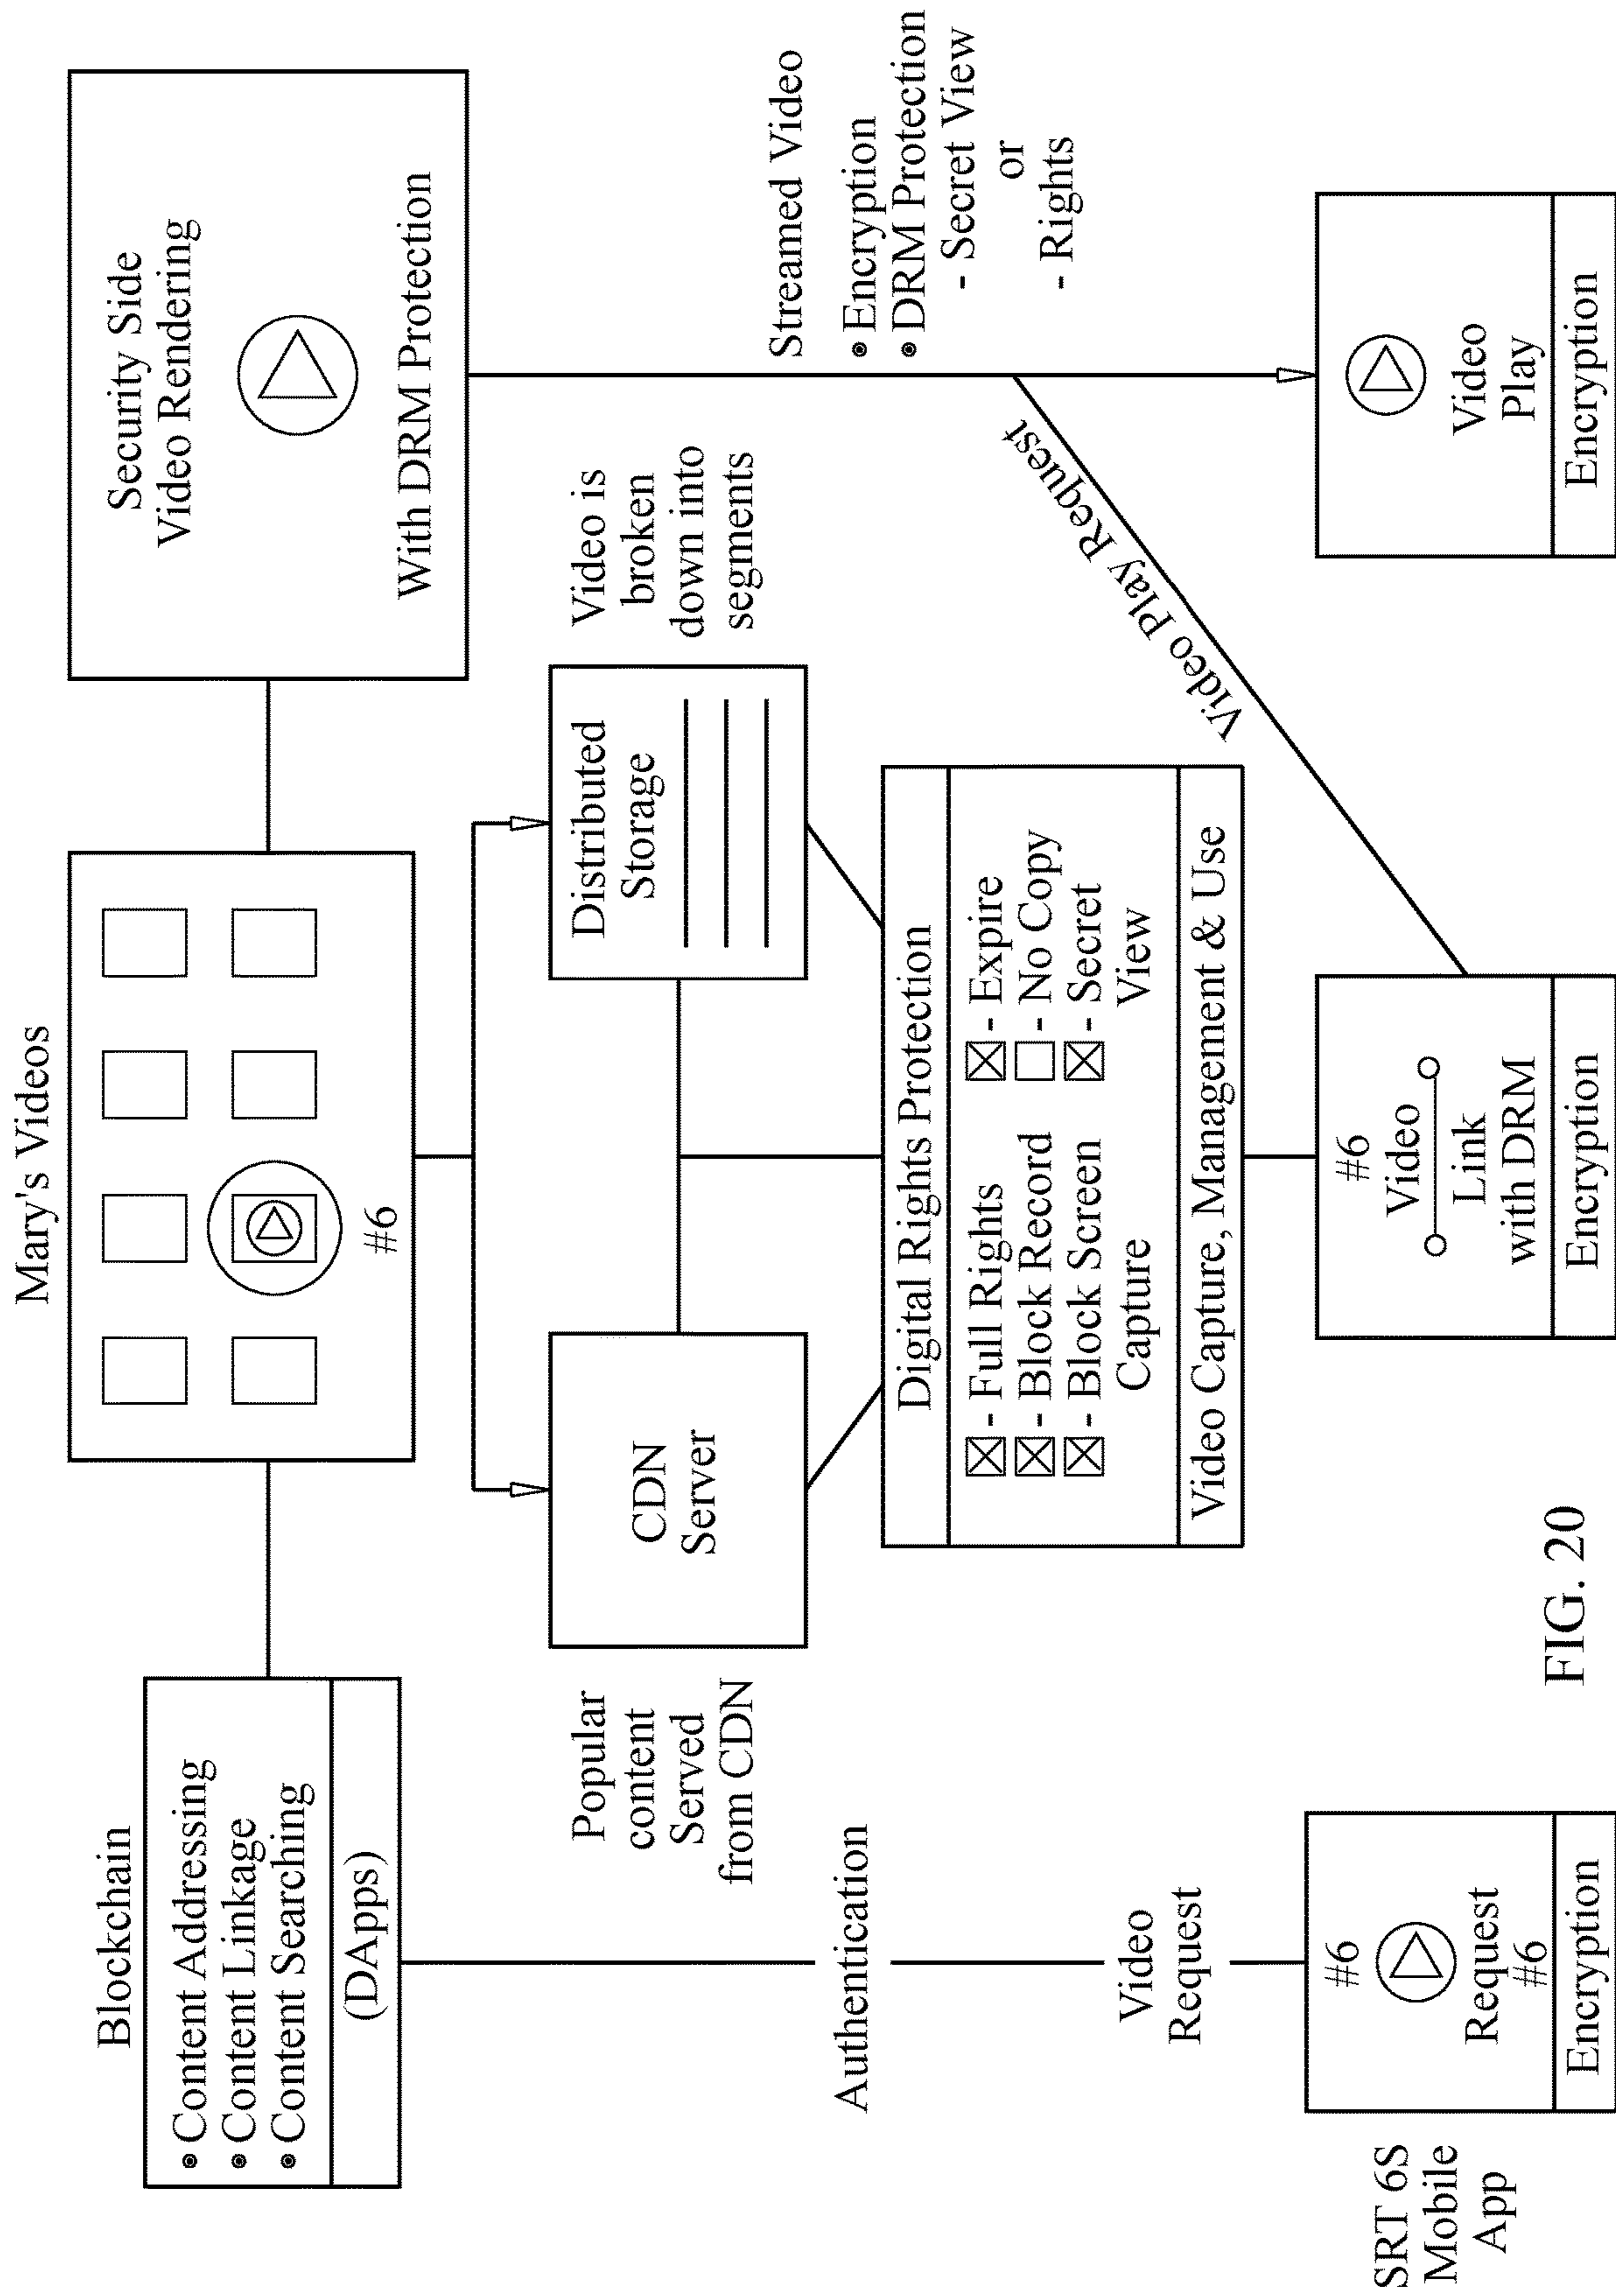 Blockchain
• Content Addressing
• Content Linkage
• Content Searching
(DApps)
Mary's Videos
#6
Security Side
Video Rendering
With DRM Protection
Popular
content
Served
from CDN
CDN
Server
Distributed
Storage
Video is
broken
down into
segments
Streamed Video
• Encryption
• DRM Protection
- Secret View
or
- Rights
Authentication
Digital Rights Protection
☒ - Full Rights
☒ - Block Record
☒ - Block Screen
Capture
☒ - Expire
☐ - No Copy
☒ - Secret
View
Video Capture, Management & Use
Video Play Request
Video
Request
SRT 6S
Mobile
App
#6
Request
#6
Encryption
#6
Video
Link
with DRM
Encryption
Video
Play
Encryption
FIG. 20